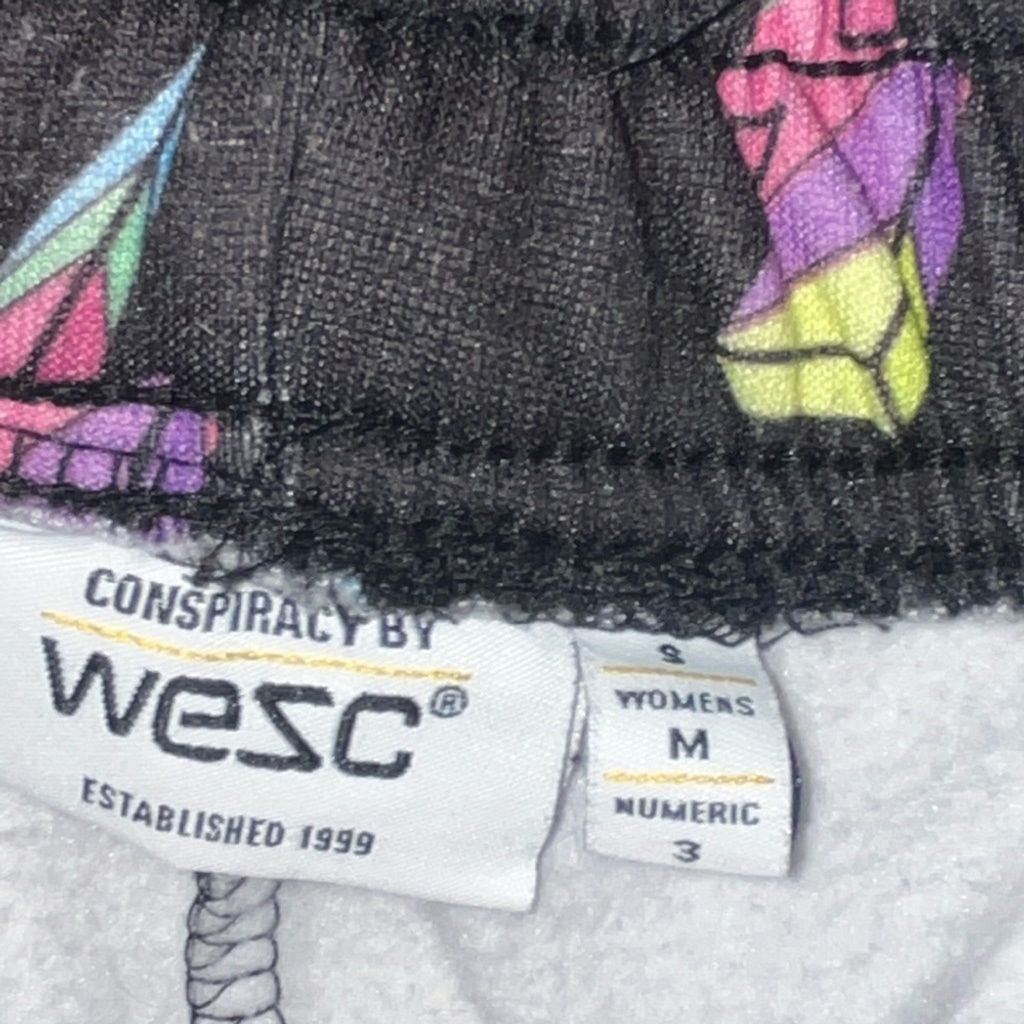 CONSPIRACY BY
wesc®
ESTABLISHED 1999
S
WOMENS
M
NUMERIC
3